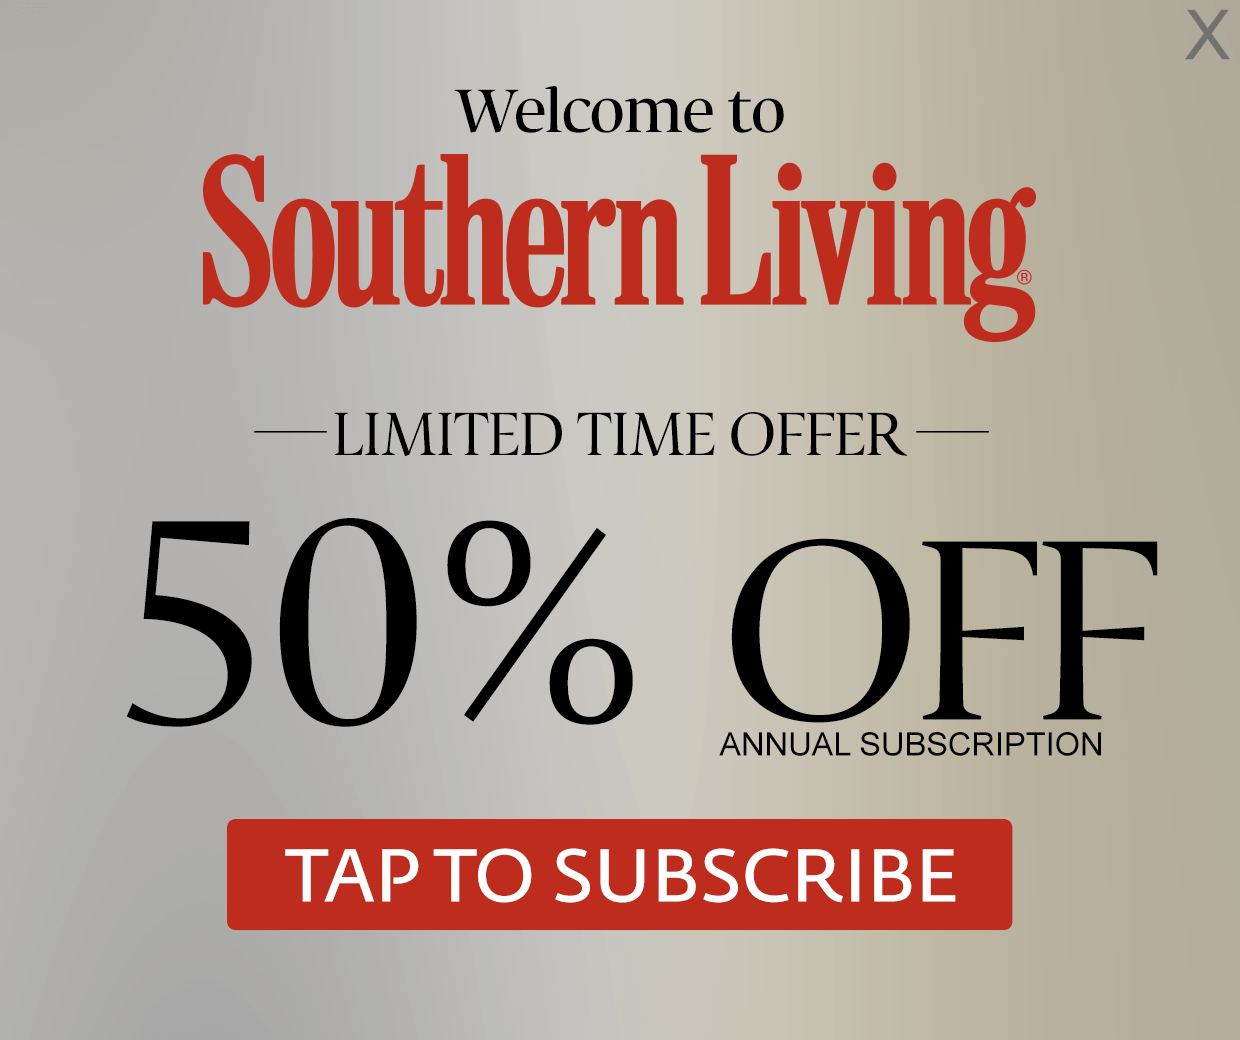 X
Welcome to
Southern Living®
LIMITED TIME OFFER
50% OFF
ANNUAL SUBSCRIPTION
TAP TO SUBSCRIBE